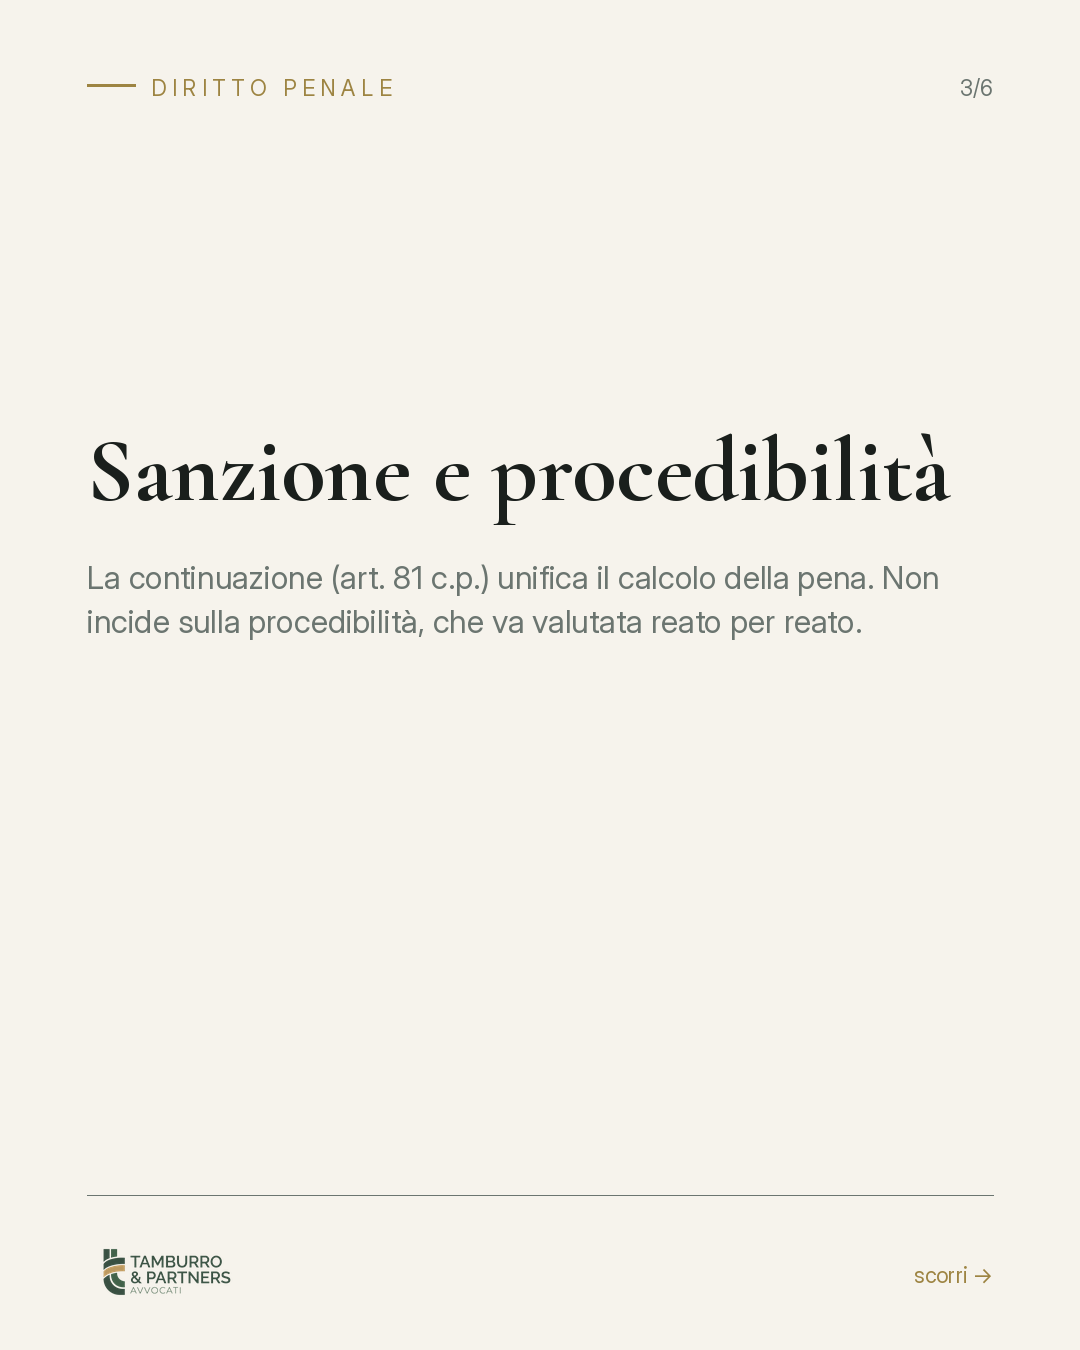 DIRITTO PENALE
3/6
Sanzione e procedibilità
La continuazione (art. 81 c.p.) unifica il calcolo della pena. Non
incide sulla procedibilità, che va valutata reato per reato.
TAMBURRO
& PARTNERS
AVVOCATI
scorri →